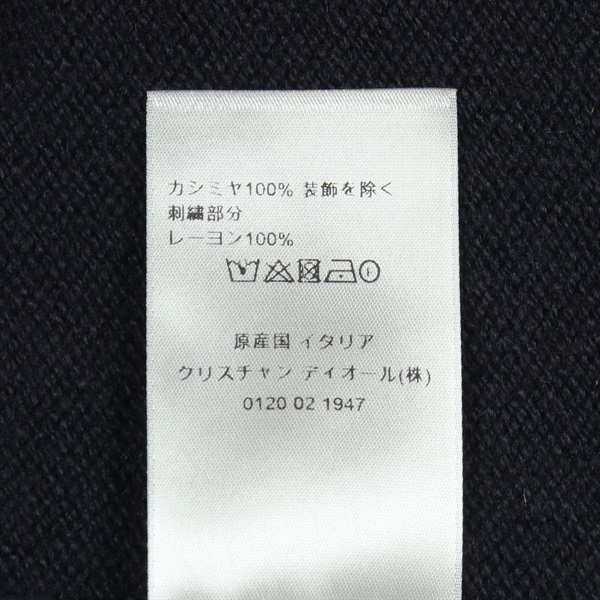 カシミヤ100% 装飾を除く
刺繍部分
レーヨン100%
原産国 イタリア
クリスチャン ディオール(株)
0120 02 1947